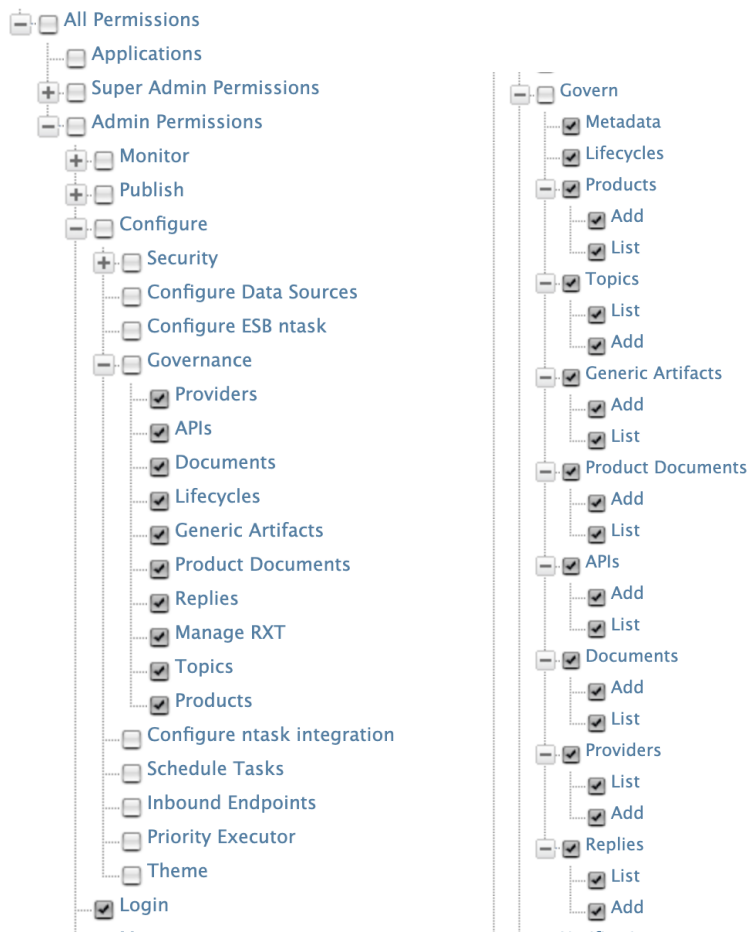 All Permissions
Applications
Super Admin Permissions
Admin Permissions
Monitor
Publish
Configure
Security
Configure Data Sources
Configure ESB ntask
Governance
Providers
APIs
Documents
Lifecycles
Generic Artifacts
Product Documents
Replies
Manage RXT
Topics
Products
Configure ntask integration
Schedule Tasks
Inbound Endpoints
Priority Executor
Theme
Login
Govern
Metadata
Lifecycles
Products
Add
List
Topics
List
Add
Generic Artifacts
Add
List
Product Documents
Add
List
APIs
Add
List
Documents
Add
List
Providers
List
Add
Replies
List
Add